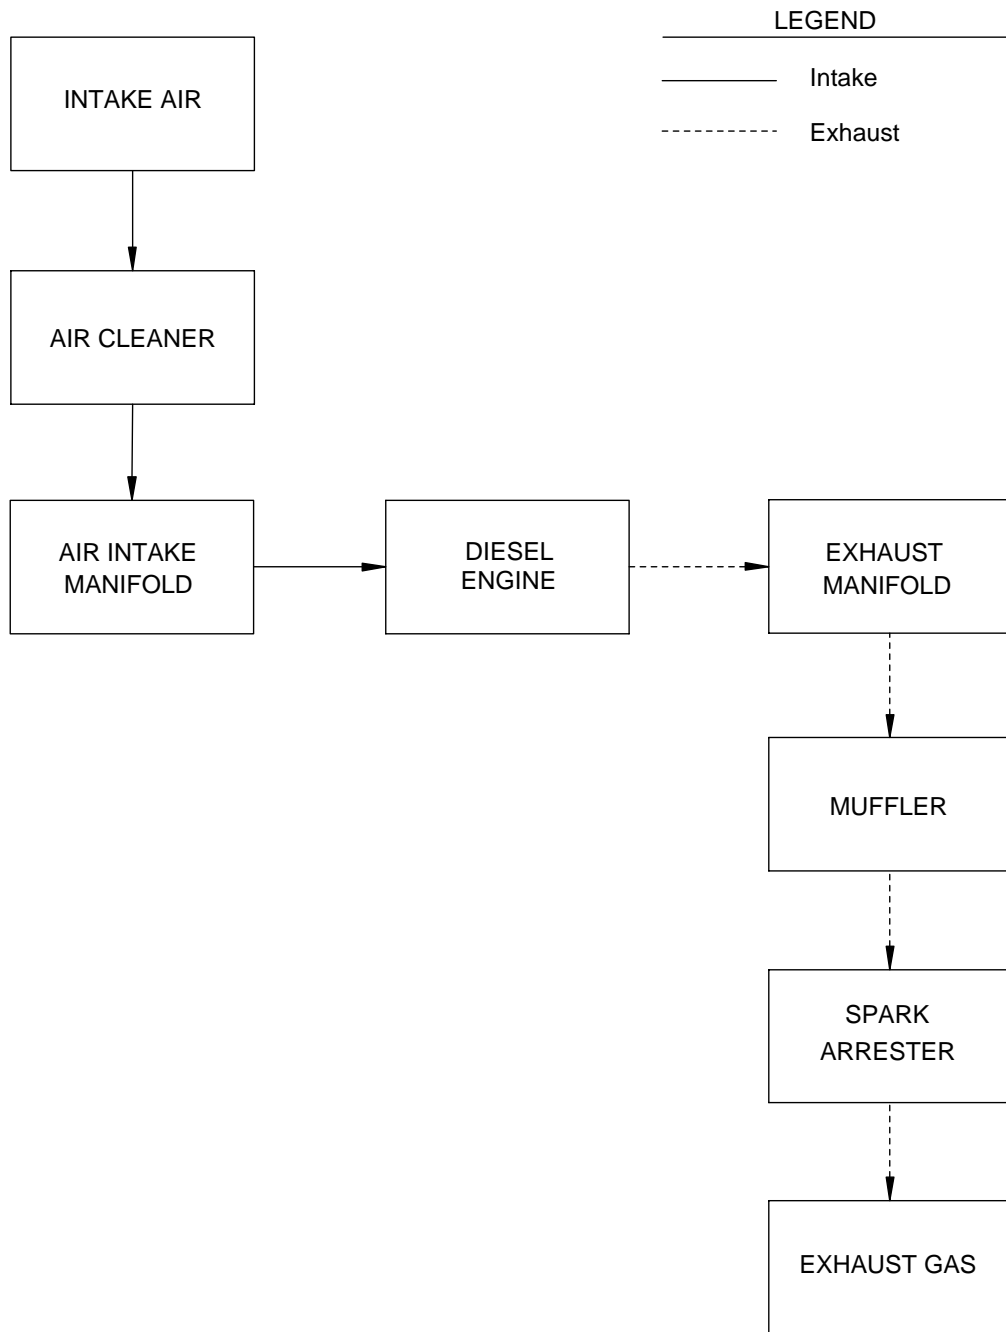 LEGEND
Intake
Exhaust
INTAKE AIR
AIR CLEANER
AIR INTAKE
MANIFOLD
DIESEL
ENGINE
EXHAUST
MANIFOLD
MUFFLER
SPARK
ARRESTER
EXHAUST GAS